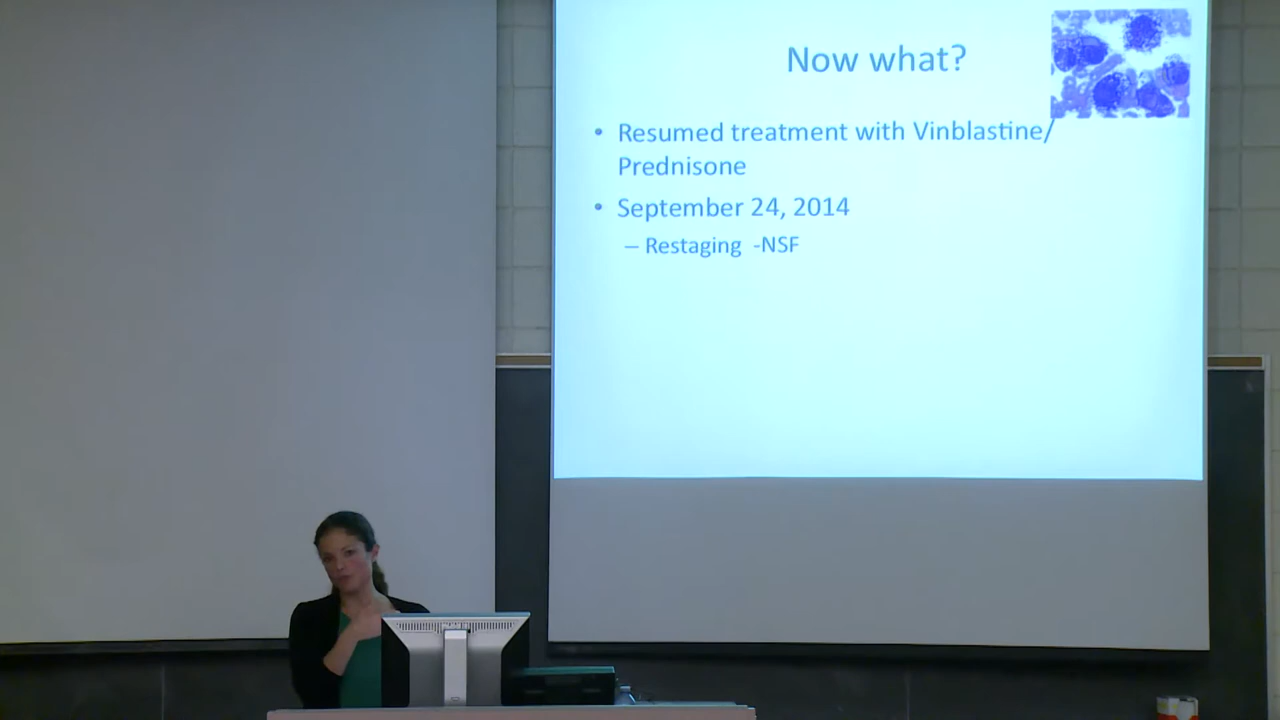 Now what?
• Resumed treatment with Vinblastine/
Prednisone
• September 24, 2014
– Restaging -NSF